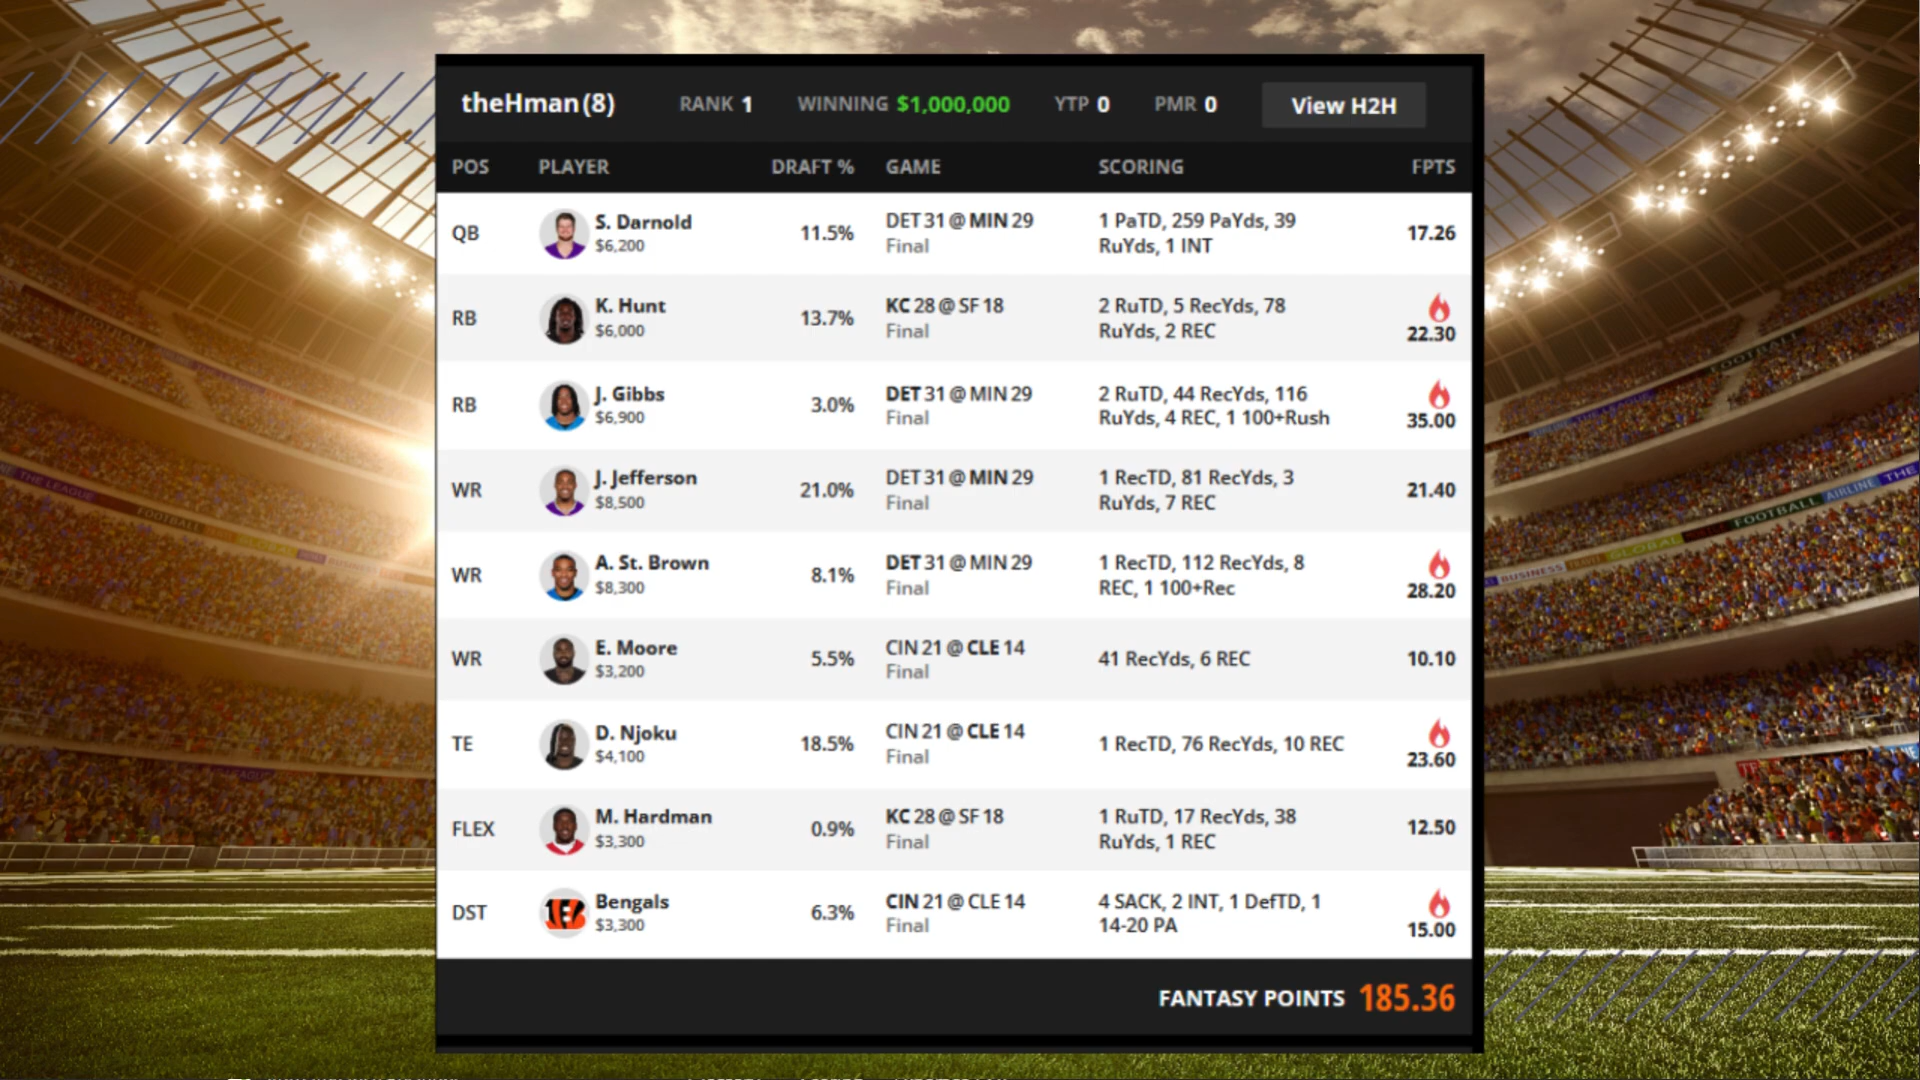 theHman(8) RANK 1 WINNING $1,000,000 YTP 0 PMR 0 View H2H
POS PLAYER DRAFT % GAME SCORING FPTS
QB S. Darnold $6,200 11.5% DET 31 @ MIN 29 Final 1 PaTD, 259 PaYds, 39 RuYds, 1 INT 17.26
RB K. Hunt $6,000 13.7% KC 28 @ SF 18 Final 2 RuTD, 5 RecYds, 78 RuYds, 2 REC 22.30
RB J. Gibbs $6,900 3.0% DET 31 @ MIN 29 Final 2 RuTD, 44 RecYds, 116 RuYds, 4 REC, 1 100+Rush 35.00
WR J. Jefferson $8,500 21.0% DET 31 @ MIN 29 Final 1 RecTD, 81 RecYds, 3 RuYds, 7 REC 21.40
WR A. St. Brown $8,300 8.1% DET 31 @ MIN 29 Final 1 RecTD, 112 RecYds, 8 REC, 1 100+Rec 28.20
WR E. Moore $3,200 5.5% CIN 21 @ CLE 14 Final 41 RecYds, 6 REC 10.10
TE D. Njoku $4,100 18.5% CIN 21 @ CLE 14 Final 1 RecTD, 76 RecYds, 10 REC 23.60
FLEX M. Hardman $3,300 0.9% KC 28 @ SF 18 Final 1 RuTD, 17 RecYds, 38 RuYds, 1 REC 12.50
DST Bengals $3,300 6.3% CIN 21 @ CLE 14 Final 4 SACK, 2 INT, 1 DefTD, 1 14-20 PA 15.00
FANTASY POINTS 185.36
THE LEAGUE
FOOTBALL
GLOBAL
BUSINESS
FOOTBALL
FOOTBALL AIRLINE THE
BUSINESS GLOBAL